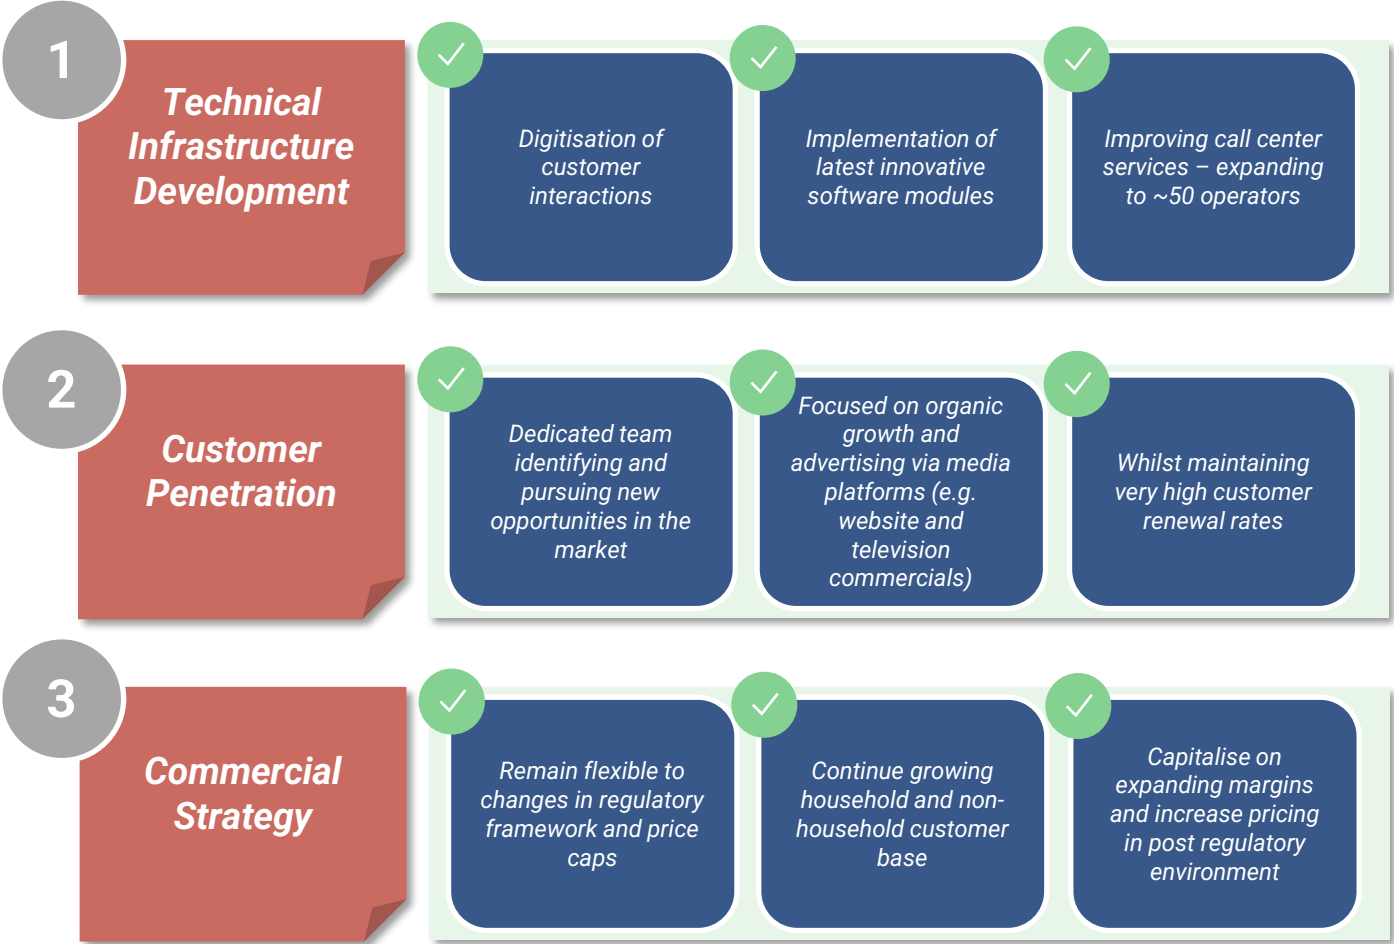 1
Technical
Infrastructure
Development
Digitisation of
customer
interactions
Implementation of
latest innovative
software modules
Improving call center
services – expanding
to ~50 operators
2
Customer
Penetration
Dedicated team
identifying and
pursuing new
opportunities in the
market
Focused on organic
growth and
advertising via media
platforms (e.g.
website and
television
commercials)
Whilst maintaining
very high customer
renewal rates
3
Commercial
Strategy
Remain flexible to
changes in regulatory
framework and price
caps
Continue growing
household and non-
household customer
base
Capitalise on
expanding margins
and increase pricing
in post regulatory
environment